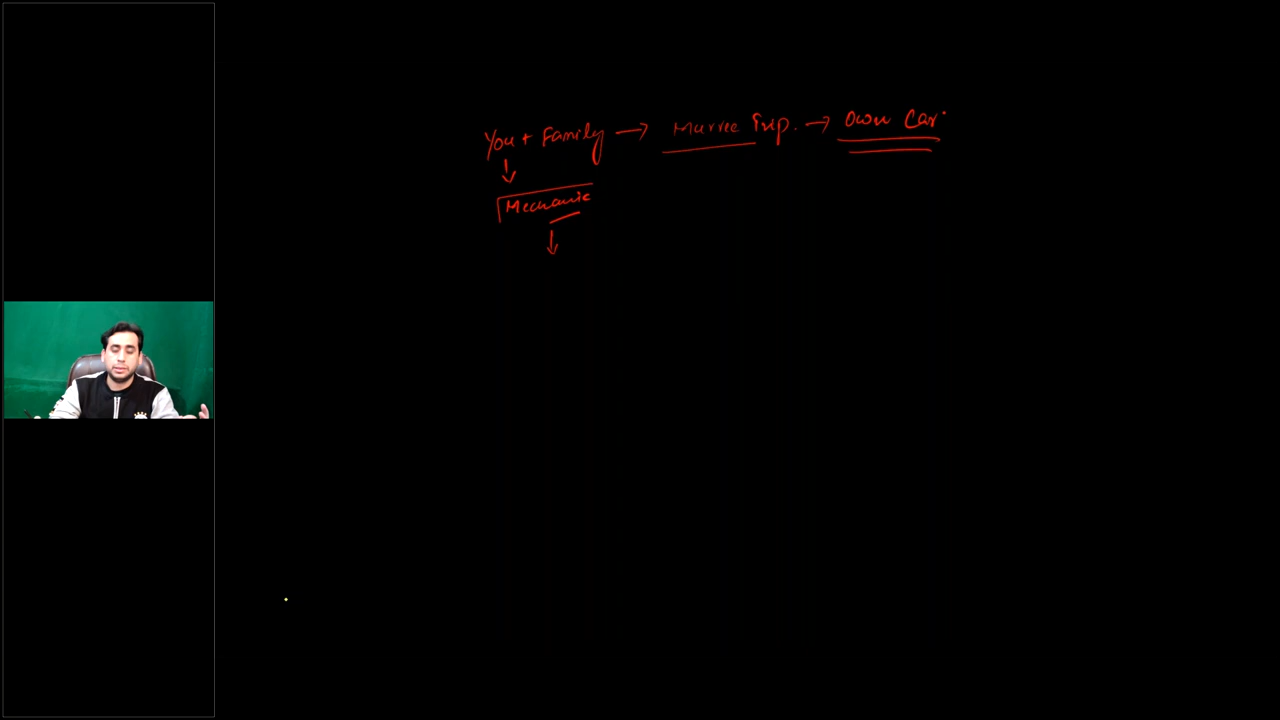 You + Family → Murree Trip. → Own Car
↓
Mechanic
↓